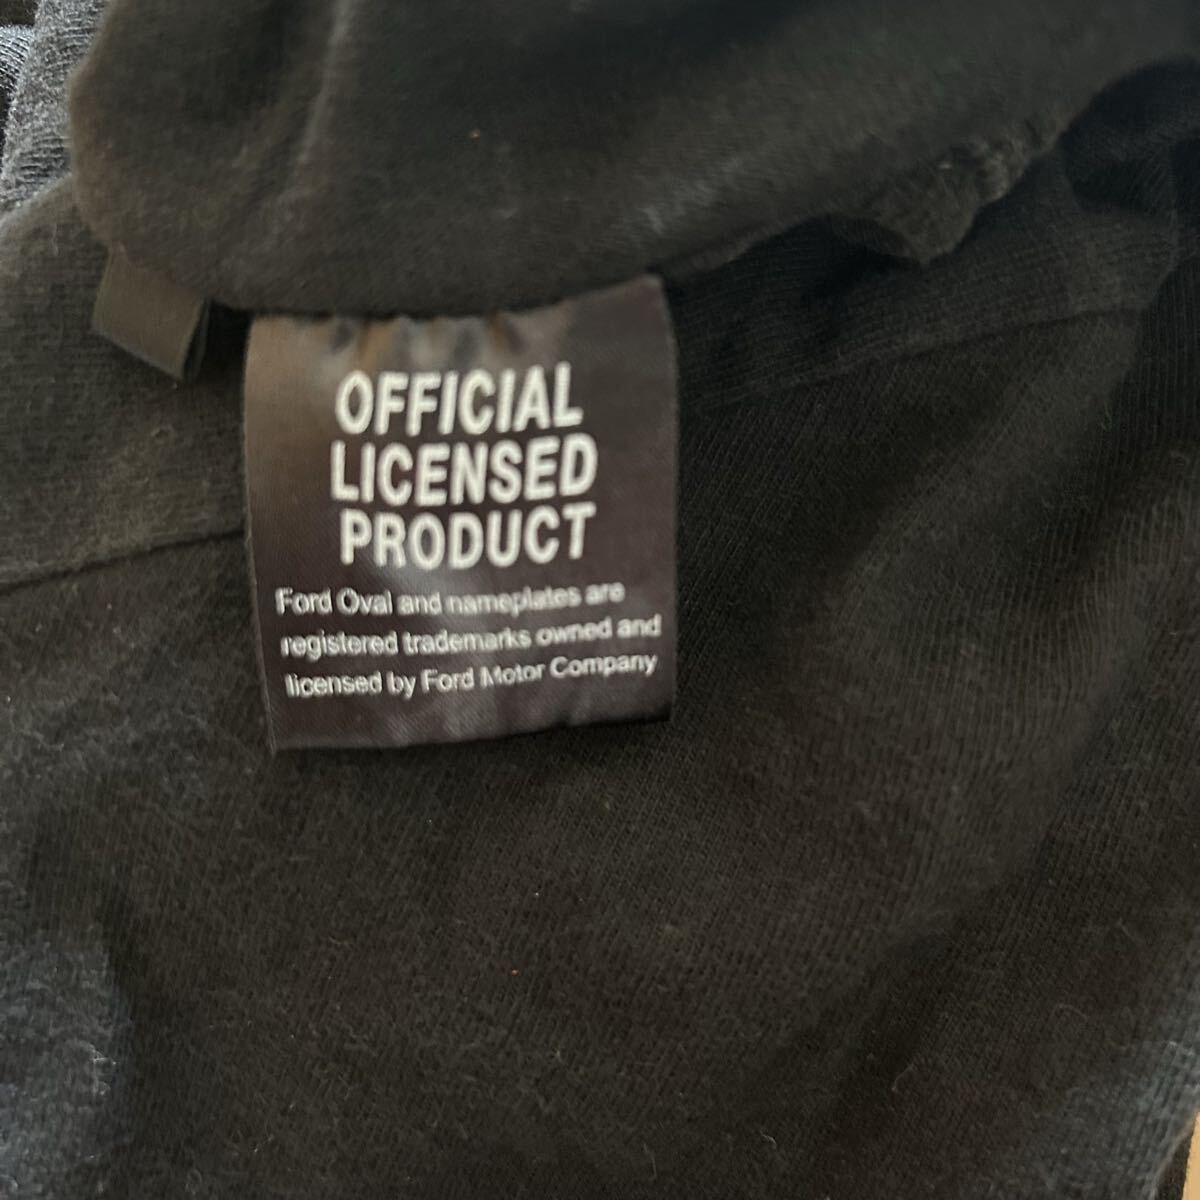 OFFICIAL
LICENSED
PRODUCT
Ford Oval and nameplates are
registered trademarks owned and
licensed by Ford Motor Company